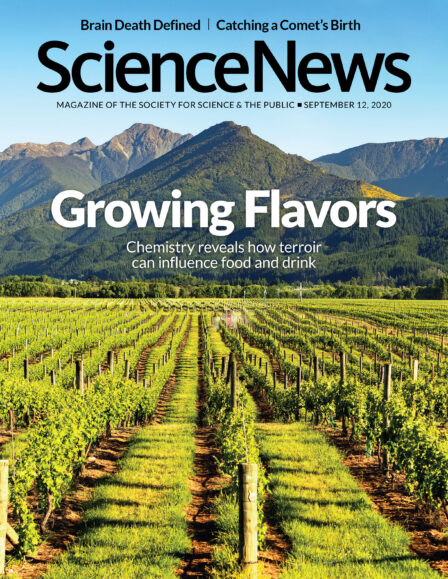 Brain Death Defined | Catching a Comet's Birth
ScienceNews
MAGAZINE OF THE SOCIETY FOR SCIENCE & THE PUBLIC ■ SEPTEMBER 12, 2020
Growing Flavors
Chemistry reveals how terroir
can influence food and drink